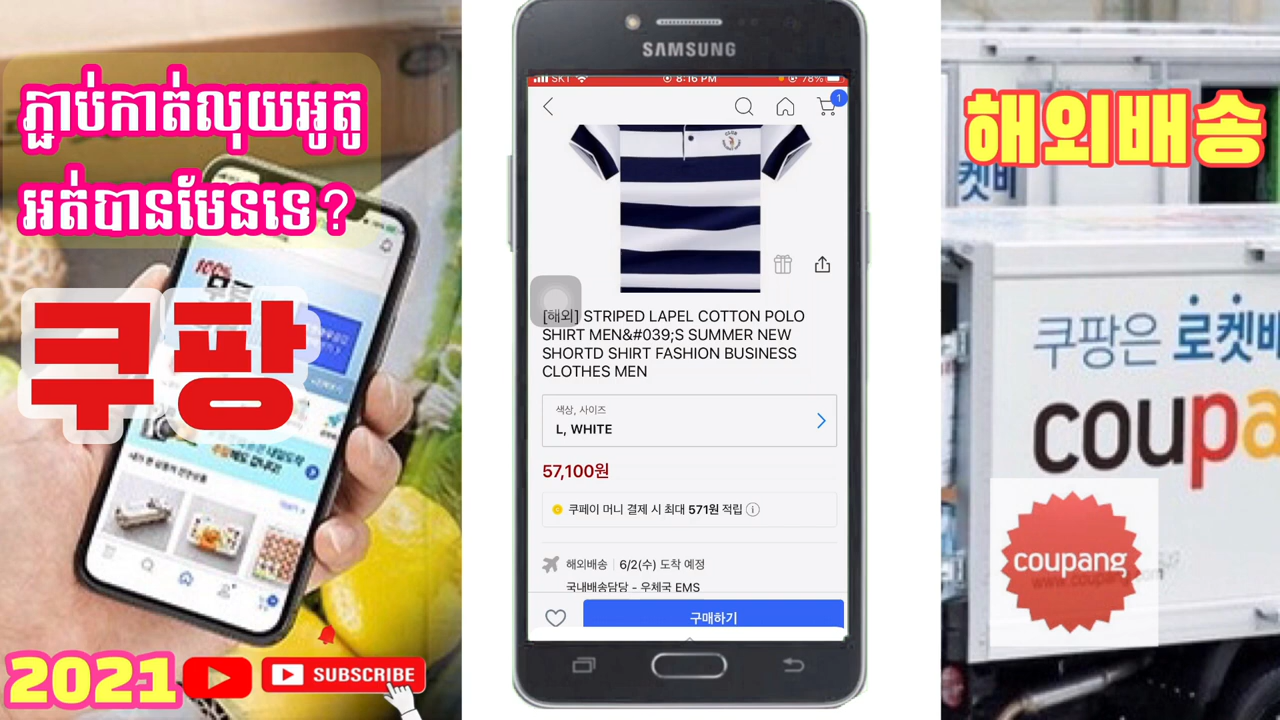 ភ្ជាប់កាត់លុយអូតូ
អត់បានមែនទេ?
쿠팡
100%
2021
SUBSCRIBE
SAMSUNG
SKT
8:16 PM
78%
1
[해외] STRIPED LAPEL COTTON POLO
SHIRT MEN&#039;S SUMMER NEW
SHORTD SHIRT FASHION BUSINESS
CLOTHES MEN
색상, 사이즈
L, WHITE
57,100원
쿠페이 머니 결제 시 최대 571원 적립
해외배송 | 6/2(수) 도착 예정
국내배송담당 - 우체국 EMS
구매하기
해외배송
로켓배
쿠팡은 로켓배
coupa
coupang